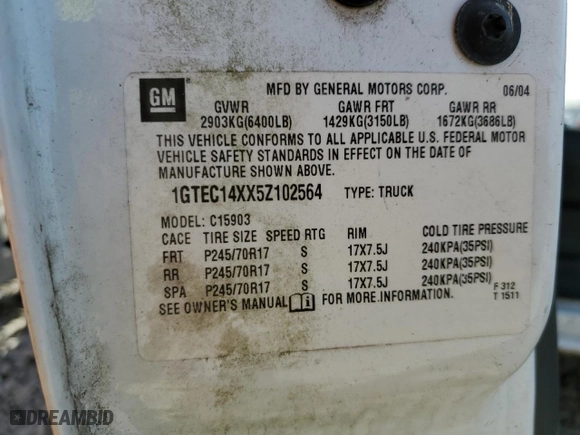 GM
MFD BY GENERAL MOTORS CORP. 06/04
GVWR GAWR FRT GAWR RR
2903KG(6400LB) 1429KG(3150LB) 1672KG(3686LB)
THIS VEHICLE CONFORMS TO ALL APPLICABLE U.S. FEDERAL MOTOR
VEHICLE SAFETY STANDARDS IN EFFECT ON THE DATE OF
MANUFACTURE SHOWN ABOVE.
1GTEC14XX5Z102564 TYPE: TRUCK
MODEL: C15903
CACE TIRE SIZE SPEED RTG RIM COLD TIRE PRESSURE
FRT P245/70R17 S 17X7.5J 240KPA(35PSI)
RR P245/70R17 S 17X7.5J 240KPA(35PSI)
SPA P245/70R17 S 17X7.5J 240KPA(35PSI)
SEE OWNER'S MANUAL FOR MORE INFORMATION. F 312
T 1511
DREAMBID